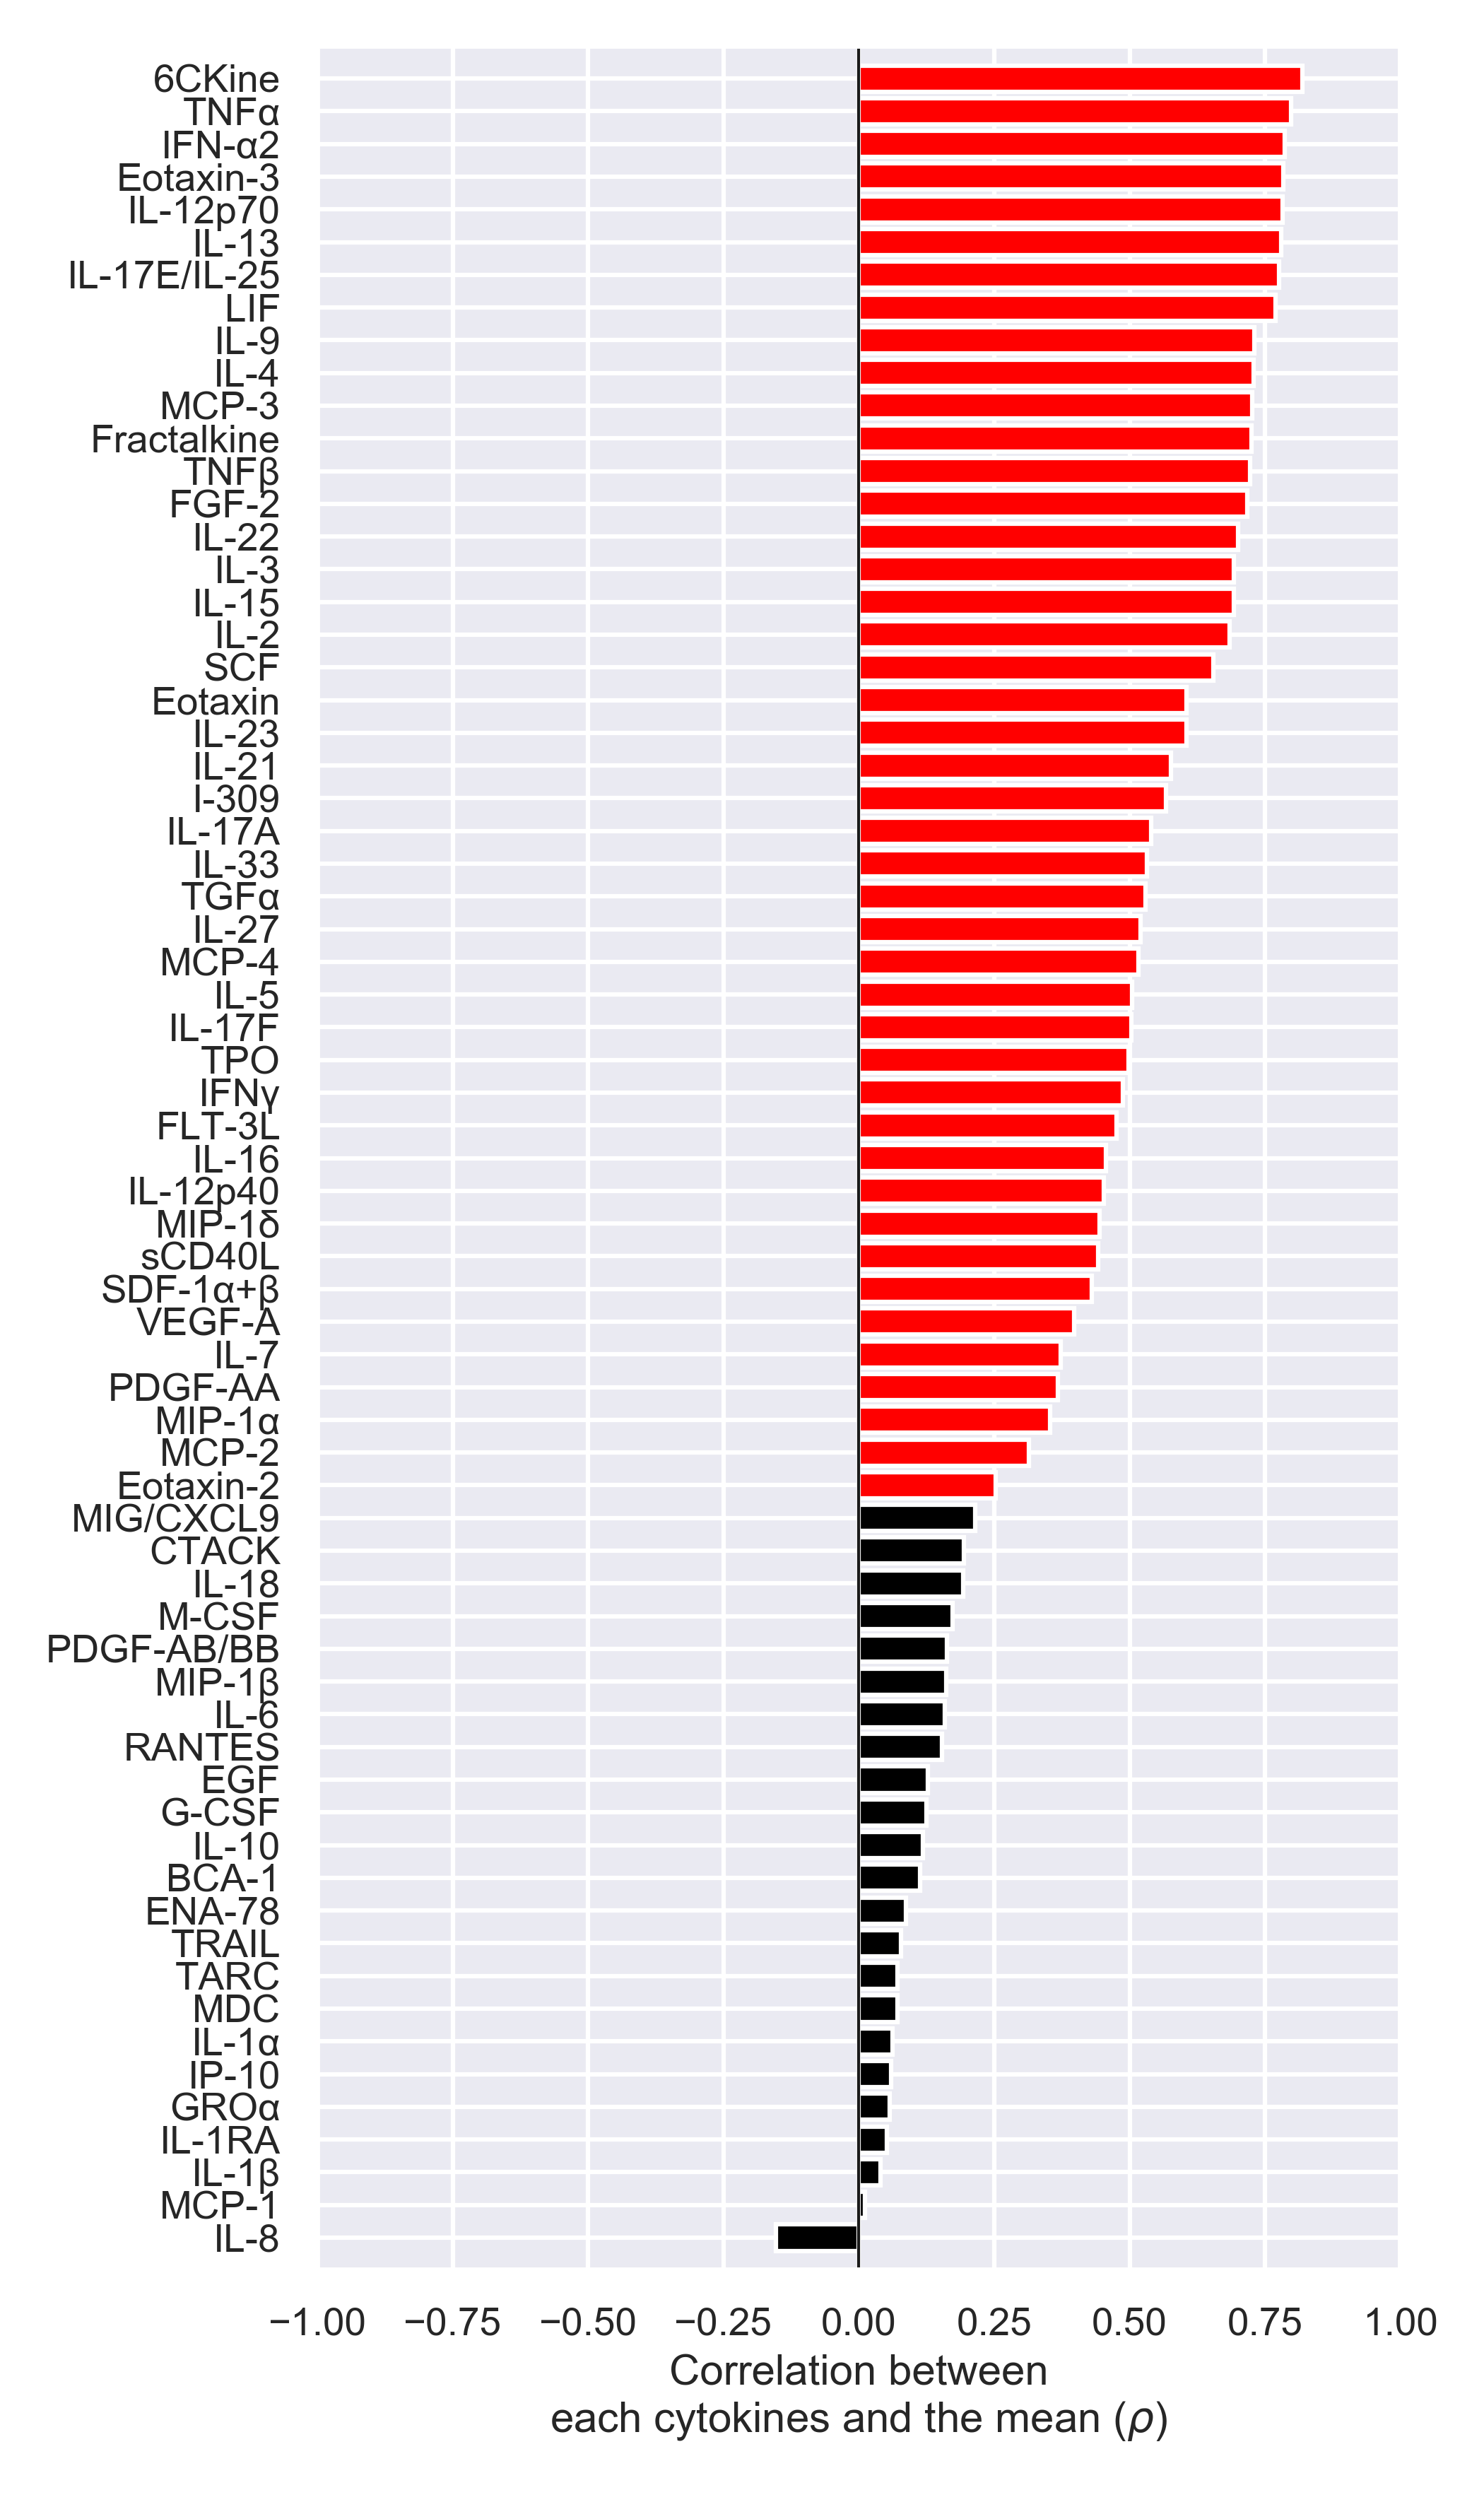 6CKine
TNFα
IFN-α2
Eotaxin-3
IL-12p70
IL-13
IL-17E/IL-25
LIF
IL-9
IL-4
MCP-3
Fractalkine
TNFβ
FGF-2
IL-22
IL-3
IL-15
IL-2
SCF
Eotaxin
IL-23
IL-21
I-309
IL-17A
IL-33
TGFα
IL-27
MCP-4
IL-5
IL-17F
TPO
IFNγ
FLT-3L
IL-16
IL-12p40
MIP-1δ
sCD40L
SDF-1α+β
VEGF-A
IL-7
PDGF-AA
MIP-1α
MCP-2
Eotaxin-2
MIG/CXCL9
CTACK
IL-18
M-CSF
PDGF-AB/BB
MIP-1β
IL-6
RANTES
EGF
G-CSF
IL-10
BCA-1
ENA-78
TRAIL
TARC
MDC
IL-1α
IP-10
GROα
IL-1RA
IL-1β
MCP-1
IL-8
−1.00 −0.75 −0.50 −0.25 0.00 0.25 0.50 0.75 1.00
Correlation between
each cytokines and the mean (ρ)